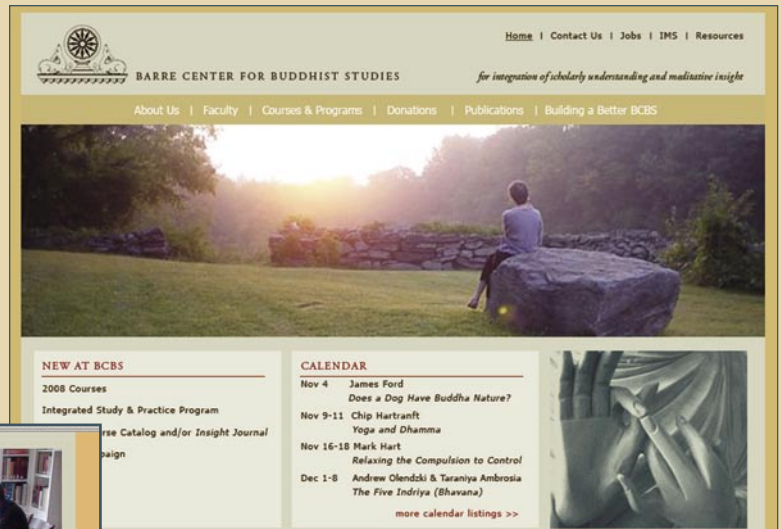 Home | Contact Us | Jobs | IMS | Resources
BARRE CENTER FOR BUDDHIST STUDIES
for integration of scholarly understanding and meditative insight
About Us | Faculty | Courses & Programs | Donations | Publications | Building a Better BCBS
NEW AT BCBS
2008 Courses
Integrated Study & Practice Program
Catalog and/or Insight Journal
CALENDAR
Nov 4 James Ford
Does a Dog Have Buddha Nature?
Nov 9-11 Chip Hartranft
Yoga and Dhamma
Nov 16-18 Mark Hart
Relaxing the Compulsion to Control
Dec 1-8 Andrew Olendzki & Taraniya Ambrosia
The Five Indriya (Bhavana)
more calendar listings >>